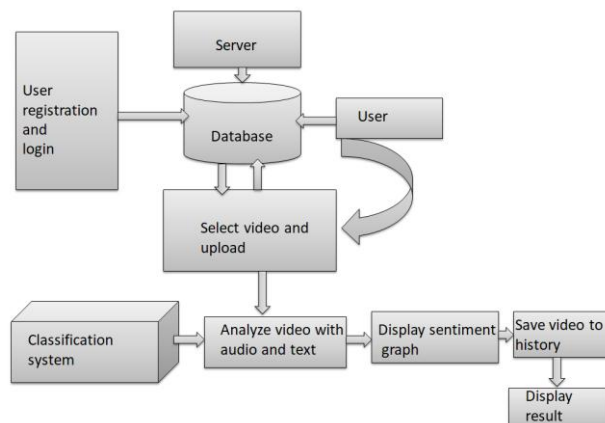 Server
User
registration
and
login
Database
User
Select video and
upload
Classification
system
Analyze video with
audio and text
Display sentiment
graph
Save video to
history
Display
result